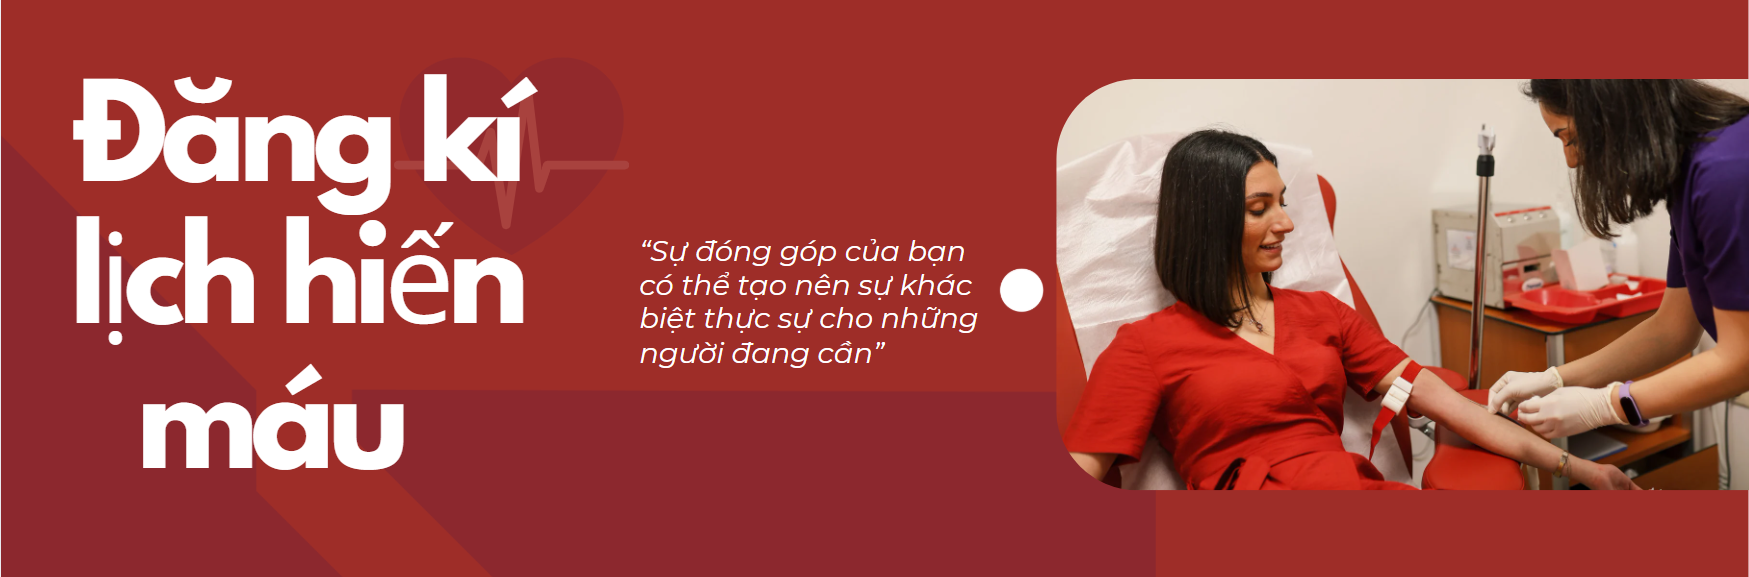 Đăng kí
lịch hiến
máu
“Sự đóng góp của bạn
có thể tạo nên sự khác
biệt thực sự cho những
người đang cần”